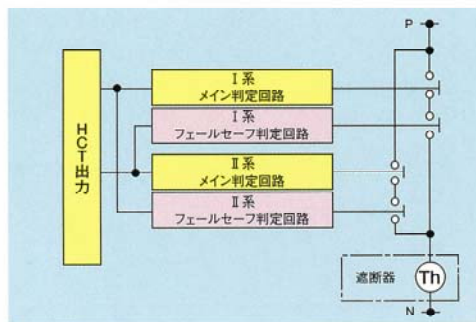 P
HCT出力
I系
メイン判定回路
I系
フェールセーフ判定回路
II系
メイン判定回路
II系
フェールセーフ判定回路
遮断器
Th
N